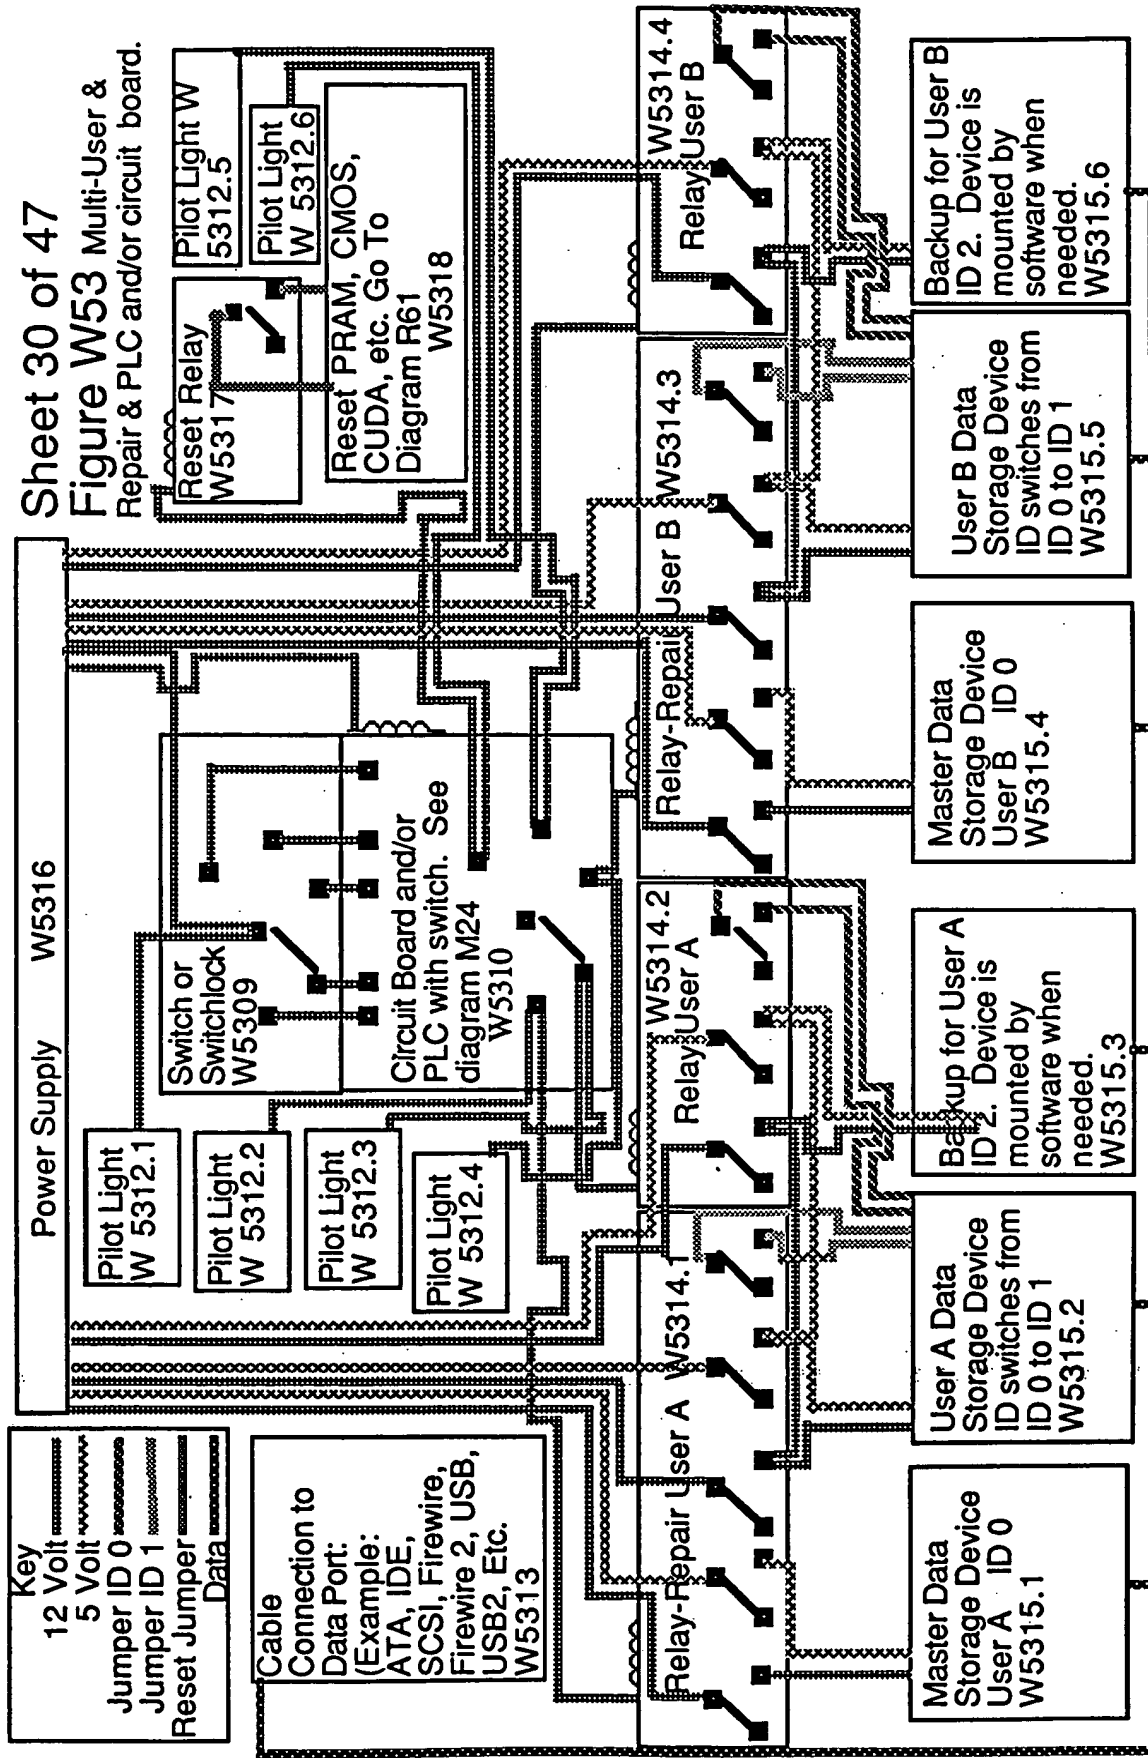 Sheet 30 of 47
Figure W53 Multi-User &
Repair & PLC and/or circuit board.
Key
12 Volt
5 Volt
Jumper ID 0
Jumper ID 1
Reset Jumper
Data
Power Supply W5316
Cable
Connection to
Data Port:
(Example:
ATA, IDE,
SCSI, Firewire,
Firewire 2, USB,
USB2, Etc.
W5313
Pilot Light
W 5312.1
Pilot Light
W 5312.2
Pilot Light
W 5312.3
Pilot Light
W 5312.4
Switch or
Switchlock
W5309
Circuit Board and/or
PLC with switch. See
diagram M24
W5310
Reset Relay
W5317
Pilot Light W
5312.5
Pilot Light
W 5312.6
Reset PRAM, CMOS,
CUDA, etc. Go To
Diagram R61
W5318
Relay-Repair User A W5314.1
W5314.2
Relay User A
Relay-Repair User B W5314.3
W5314.4
Relay User B
Master Data
Storage Device
User A ID 0
W5315.1
User A Data
Storage Device
ID switches from
ID 0 to ID 1
W5315.2
Backup for User A
ID 2. Device is
mounted by
software when
needed.
W5315.3
Master Data
Storage Device
User B ID 0
W5315.4
User B Data
Storage Device
ID switches from
ID 0 to ID 1
W5315.5
Backup for User B
ID 2. Device is
mounted by
software when
needed.
W5315.6